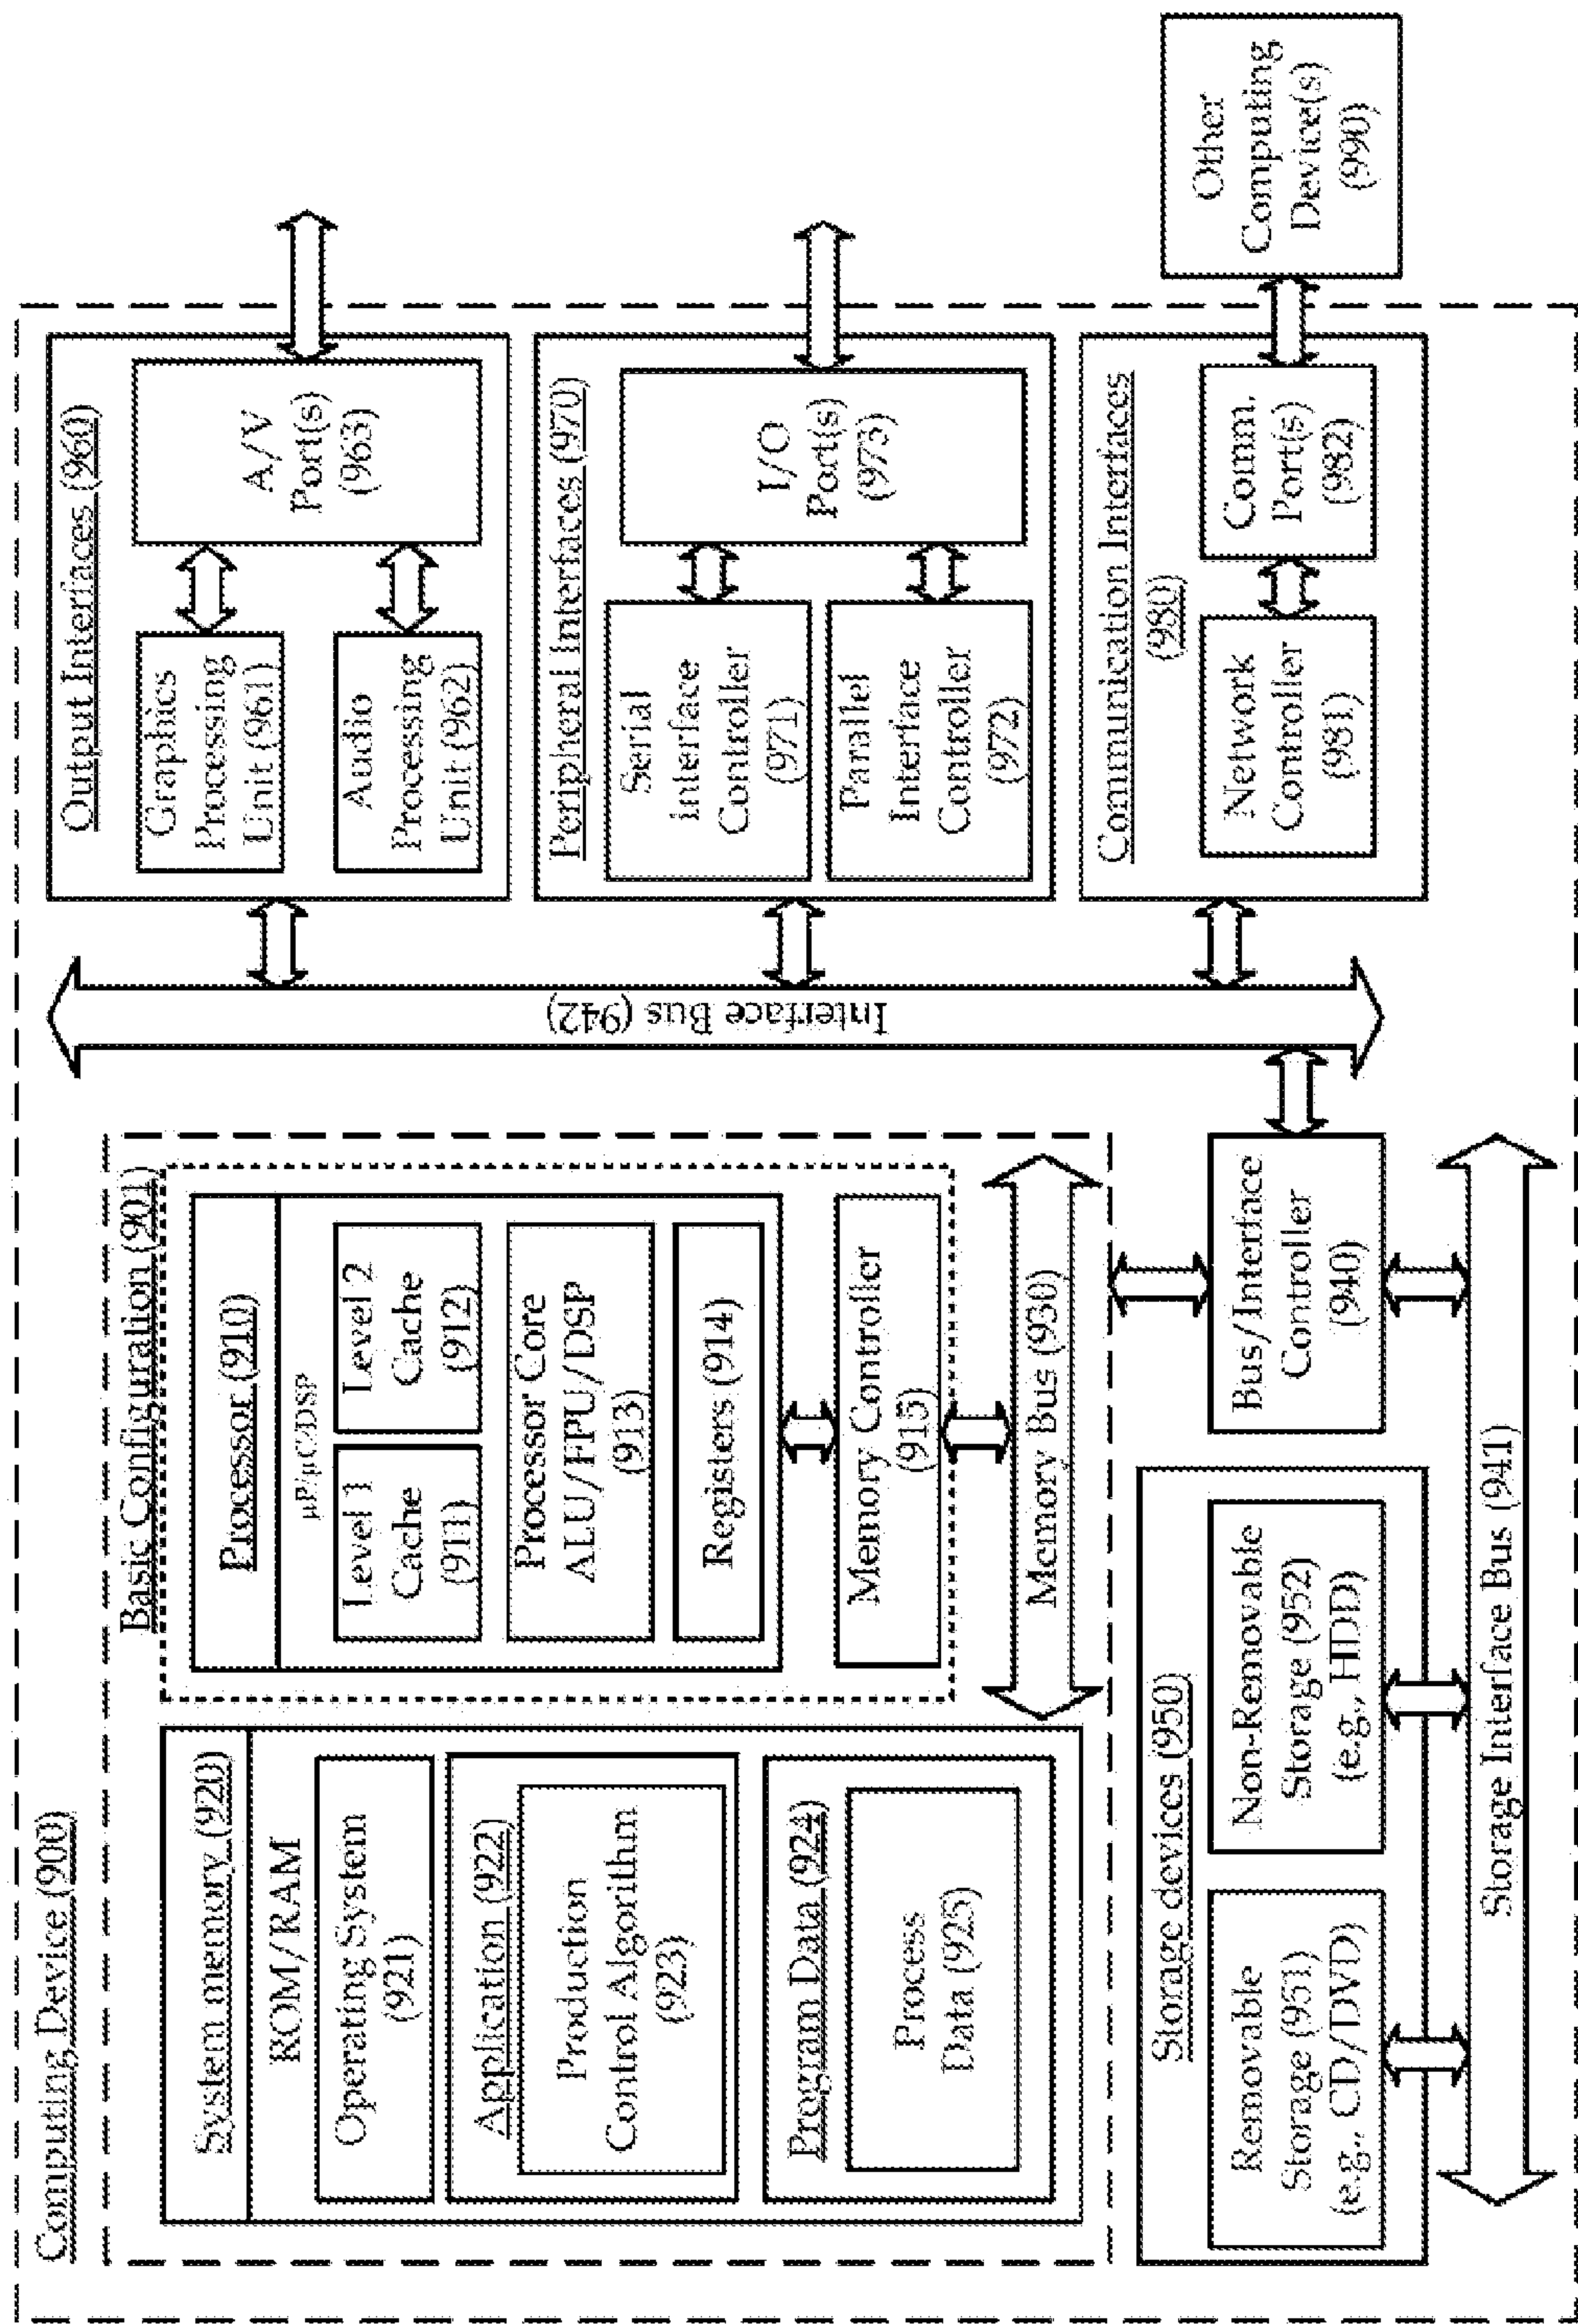 Computing Device (900)
Basic Configuration (901)
System memory (920)
ROM/RAM
Operating System
(921)
Application (922)
Production
Control Algorithm
(923)
Program Data (924)
Process
Data (925)
Processor (910)
µP/µC/DSP
Level 1
Cache
(911)
Level 2
Cache
(912)
Processor Core
ALU/FPU/DSP
(913)
Registers (914)
Memory Controller
(915)
Memory Bus (930)
Storage devices (950)
Removable
Storage (951)
(e.g., CD/DVD)
Non-Removable
Storage (952)
(e.g., HDD)
Bus/Interface
Controller
(940)
Storage Interface Bus (941)
Interface Bus (942)
Output Interfaces (960)
Graphics
Processing
Unit (961)
Audio
Processing
Unit (962)
A/V
Port(s)
(963)
Peripheral Interfaces (970)
Serial
Interface
Controller
(971)
Parallel
Interface
Controller
(972)
I/O
Port(s)
(973)
Communication Interfaces
(980)
Network
Controller
(981)
Comm.
Port(s)
(982)
Other
Computing
Device(s)
(990)